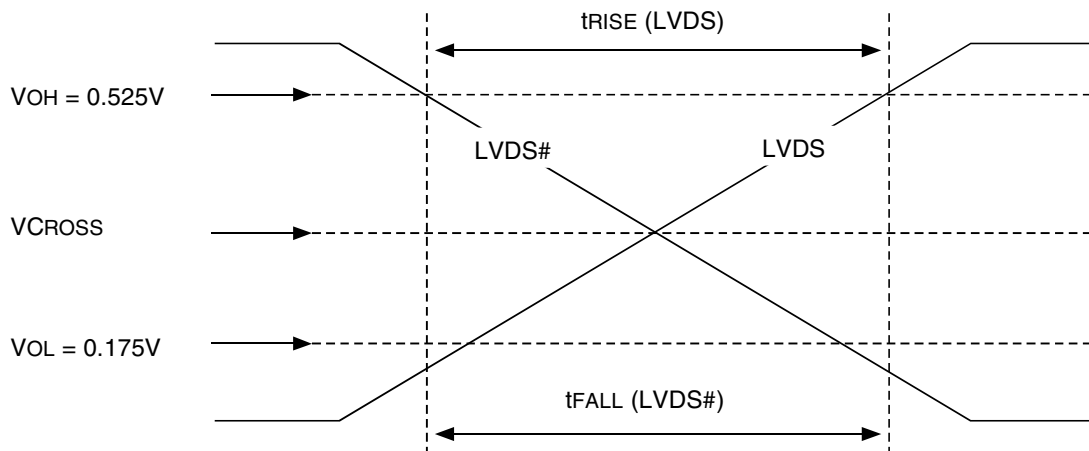 tRISE (LVDS)
VOH = 0.525V
LVDS#
LVDS
VCROSS
VOL = 0.175V
tFALL (LVDS#)